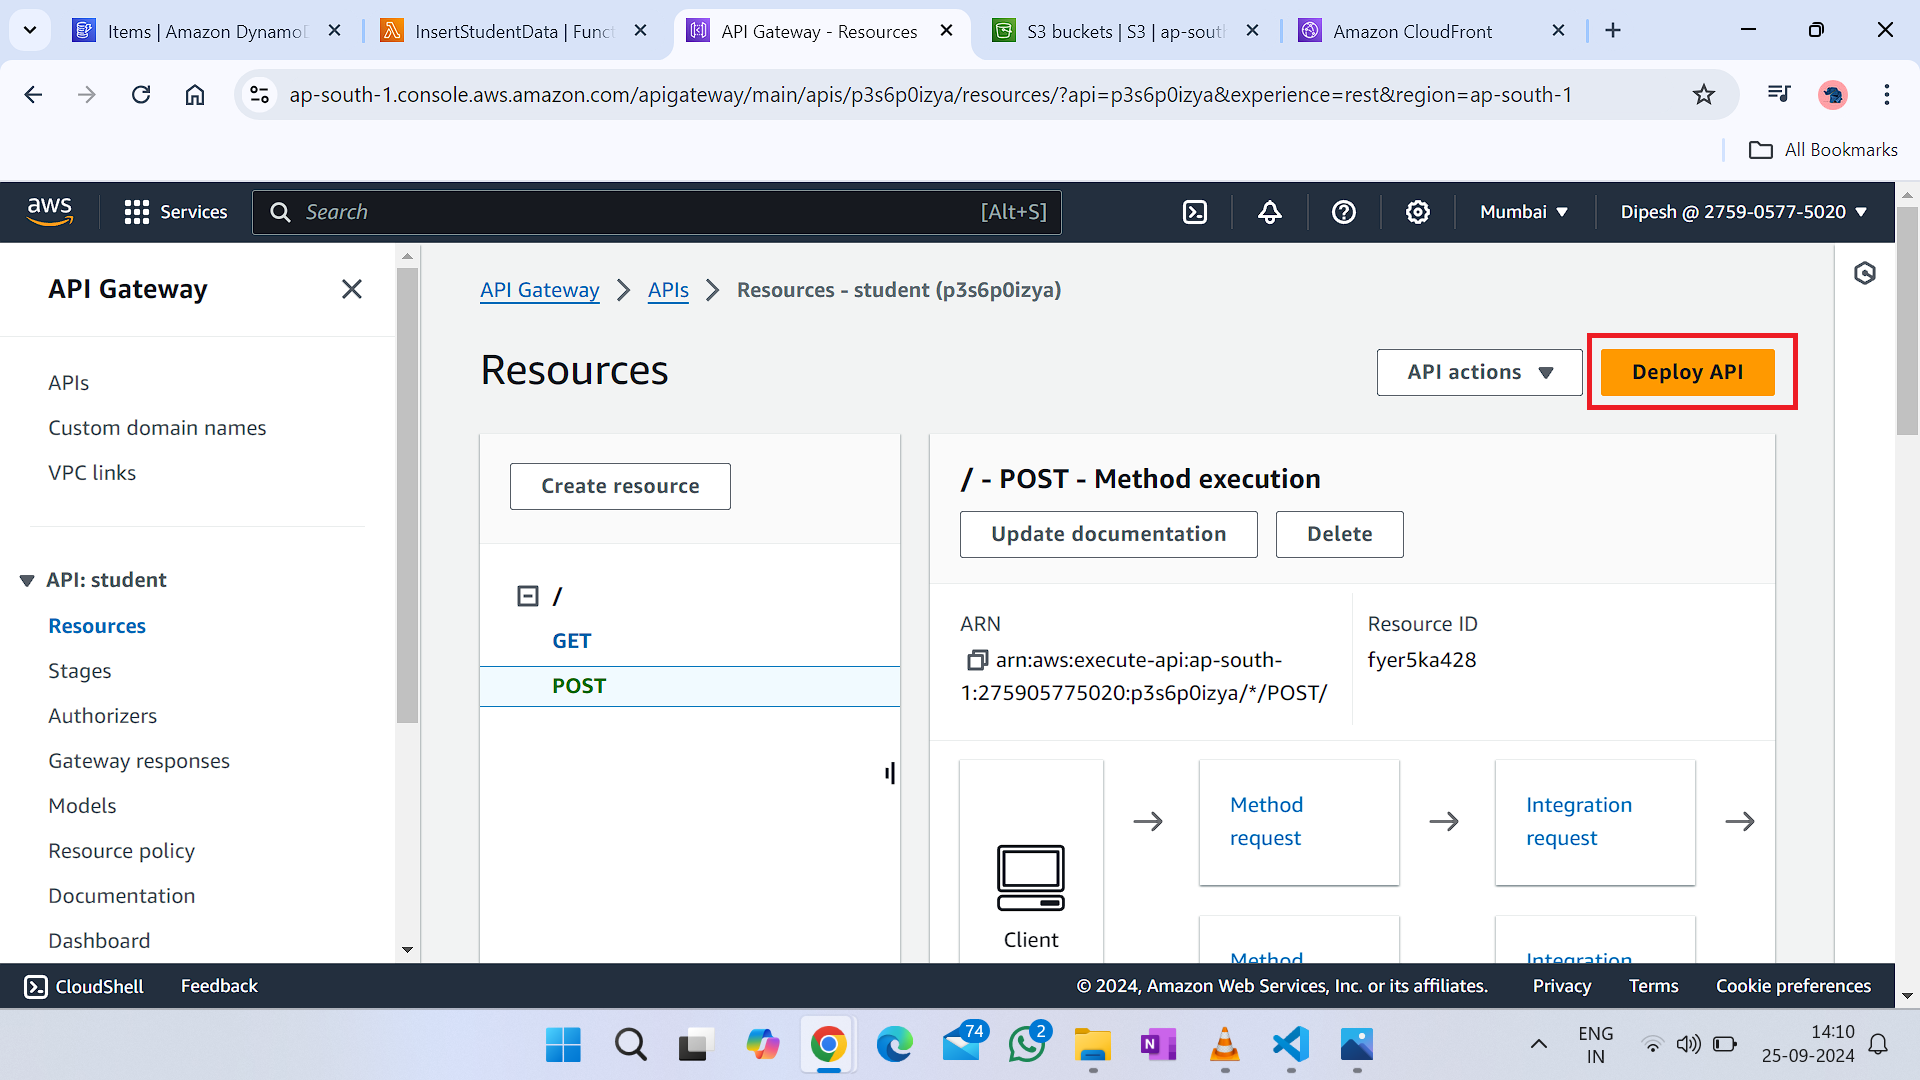 Items | Amazon Dynamo
InsertStudentData | Func
API Gateway - Resources
S3 buckets | S3 | ap-sout
Amazon CloudFront
ap-south-1.console.aws.amazon.com/apigateway/main/apis/p3s6p0izya/resources/?api=p3s6p0izya&experience=rest&region=ap-south-1
All Bookmarks
aws
Services
Search
[Alt+S]
Mumbai
Dipesh @ 2759-0577-5020
API Gateway
APIs
Custom domain names
VPC links
API: student
Resources
Stages
Authorizers
Gateway responses
Models
Resource policy
Documentation
Dashboard
API Gateway
APIs
Resources - student (p3s6p0izya)
Resources
API actions
Deploy API
Create resource
/
GET
POST
/ - POST - Method execution
Update documentation
Delete
ARN
arn:aws:execute-api:ap-south-
1:275905775020:p3s6p0izya/*/POST/
Resource ID
fyer5ka428
Client
Method
request
Integration
request
Method
Integration
CloudShell
Feedback
© 2024, Amazon Web Services, Inc. or its affiliates.
Privacy
Terms
Cookie preferences
74
2
N
ENG
IN
14:10
25-09-2024